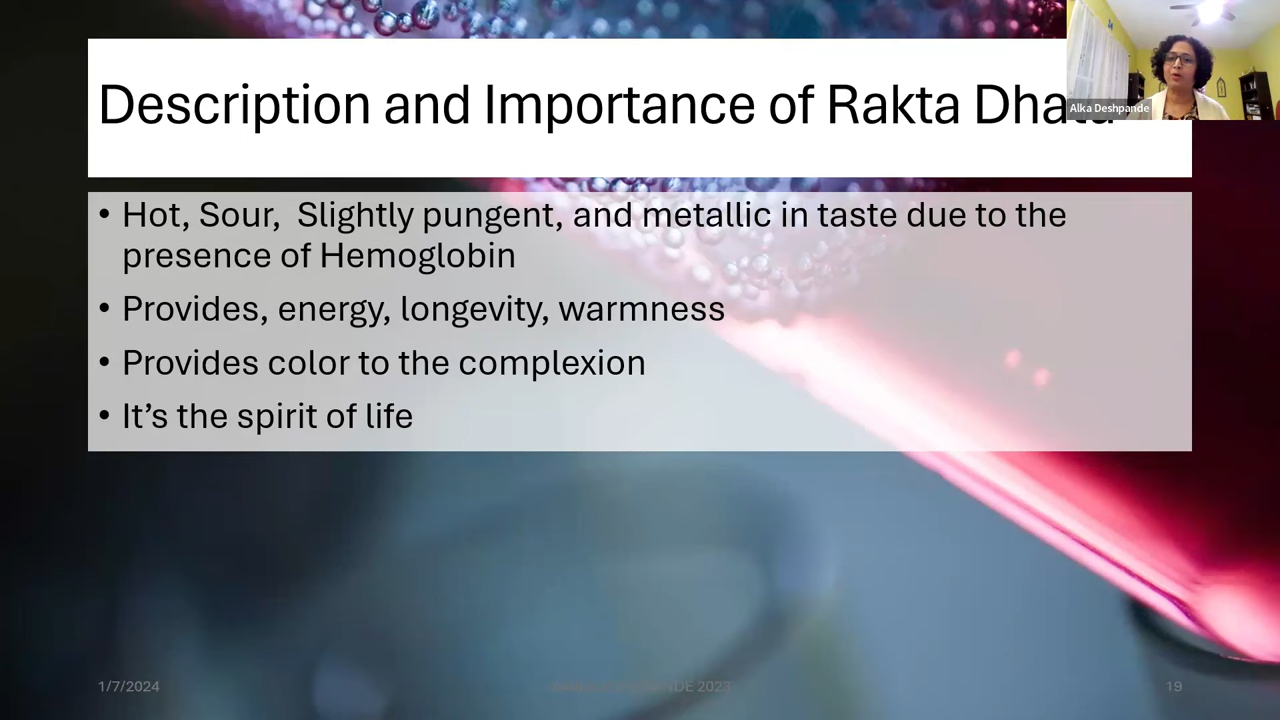 Description and Importance of Rakta Dhatu
Alka Deshpande
• Hot, Sour,  Slightly pungent, and metallic in taste due to the
presence of Hemoglobin
• Provides, energy, longevity, warmness
• Provides color to the complexion
• It’s the spirit of life
1/7/2024
2023
19